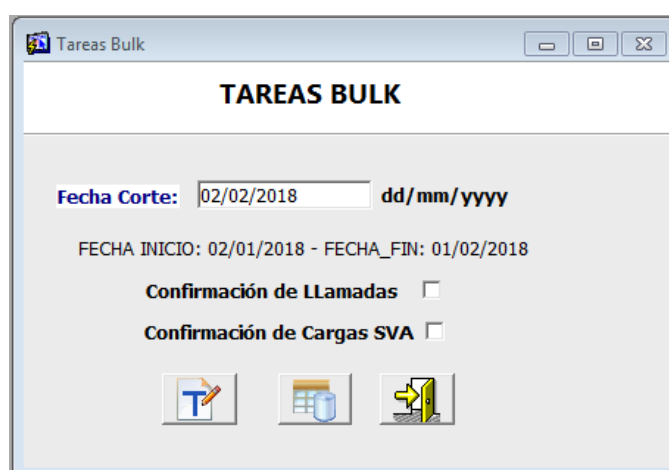 Tareas Bulk
TAREAS BULK
Fecha Corte: 02/02/2018 dd/mm/yyyy
FECHA INICIO: 02/01/2018 - FECHA_FIN: 01/02/2018
Confirmación de LLamadas
Confirmación de Cargas SVA